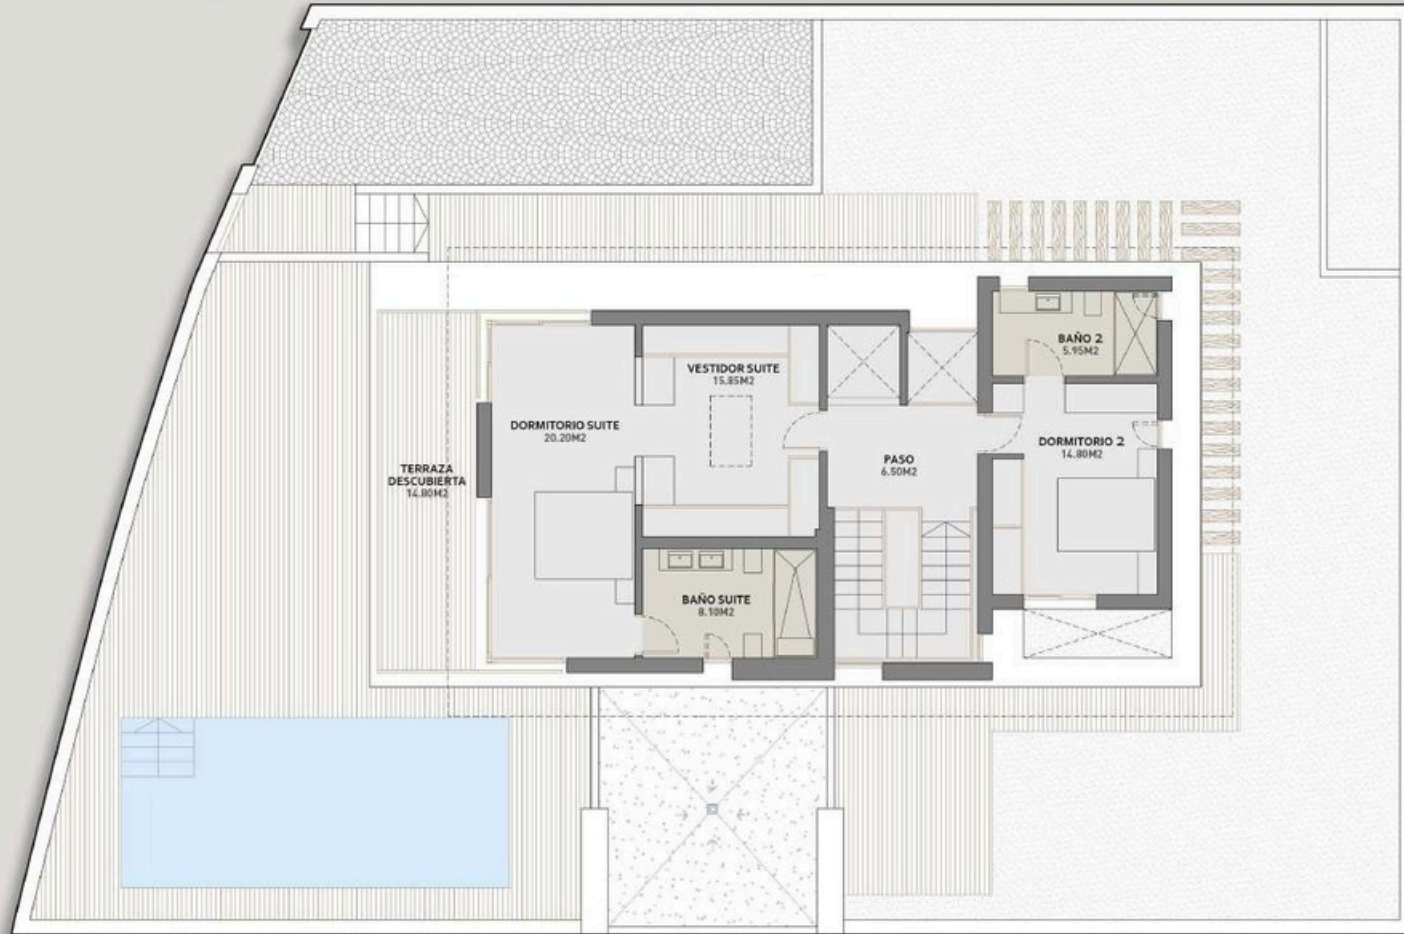 BAÑO 2
5.95M2
VESTIDOR SUITE
15.85M2
DORMITORIO SUITE
20.20M2
DORMITORIO 2
14.80M2
PASO
6.50M2
TERRAZA
DESCUBIERTA
14.80M2
BAÑO SUITE
8.10M2